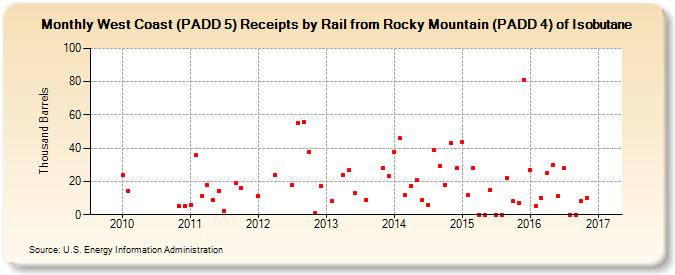 Monthly West Coast (PADD 5) Receipts by Rail from Rocky Mountain (PADD 4) of Isobutane
Thousand Barrels
100
80
60
40
20
0
2010 2011 2012 2013 2014 2015 2016 2017
Source: U.S. Energy Information Administration